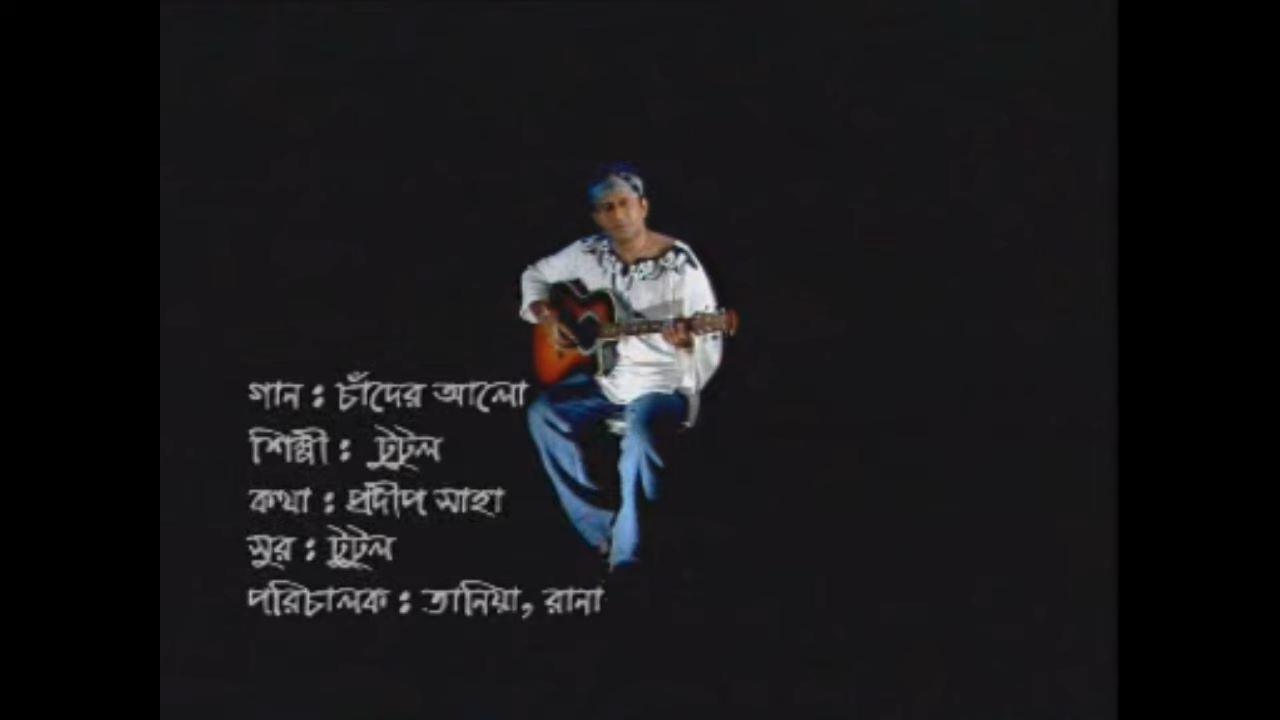 গান : চাঁদের আলো
শিল্পী : টুটুল
কথা : প্রদীপ সাহা
সুর : টুটুল
পরিচালক : তানিয়া, রানা